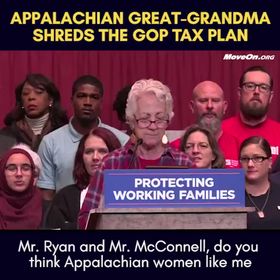 APPALACHIAN GREAT-GRANDMA
SHREDS THE GOP TAX PLAN
MoveOn.ORG
PROTECTING
WORKING FAMILIES
Mr. Ryan and Mr. McConnell, do you
think Appalachian women like me